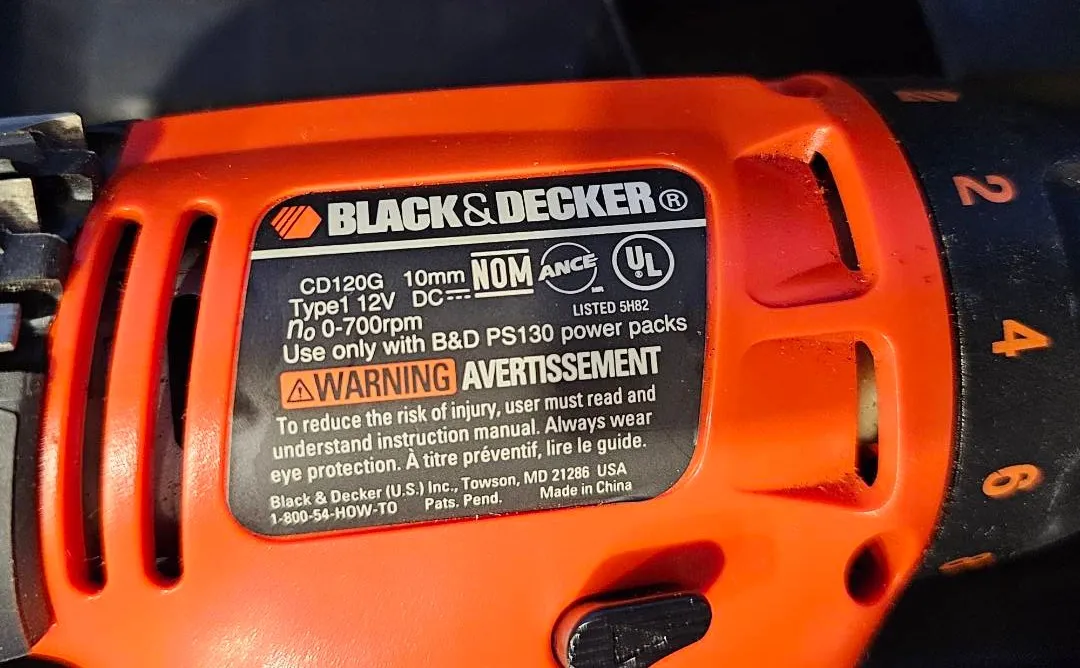 BLACK&DECKER®
CD120G 10mm NOM ANCE UL
Type1 12V DC
LISTED 5H82
no 0-700rpm
Use only with B&D PS130 power packs
WARNING AVERTISSEMENT
To reduce the risk of injury, user must read and
understand instruction manual. Always wear
eye protection. À titre préventif, lire le guide.
Black & Decker (U.S.) Inc., Towson, MD 21286 USA
1-800-54-HOW-TO Pats. Pend. Made in China
2
4
6
8